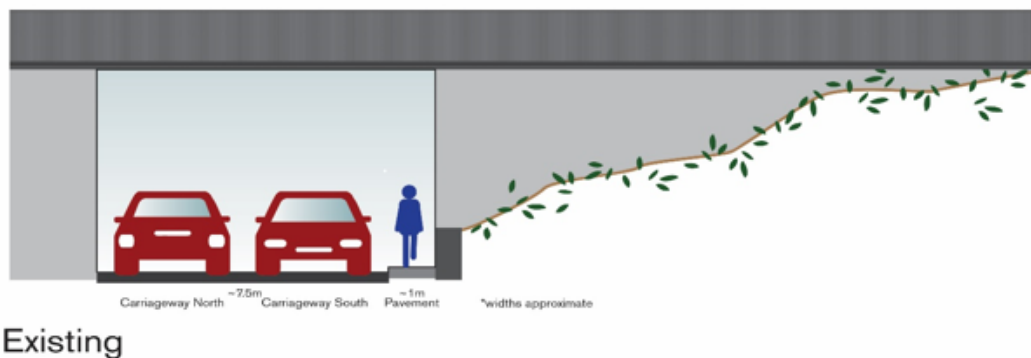 ~7.5m
~1m
Carriageway North
Carriageway South
Pavement
*widths approximate
Existing